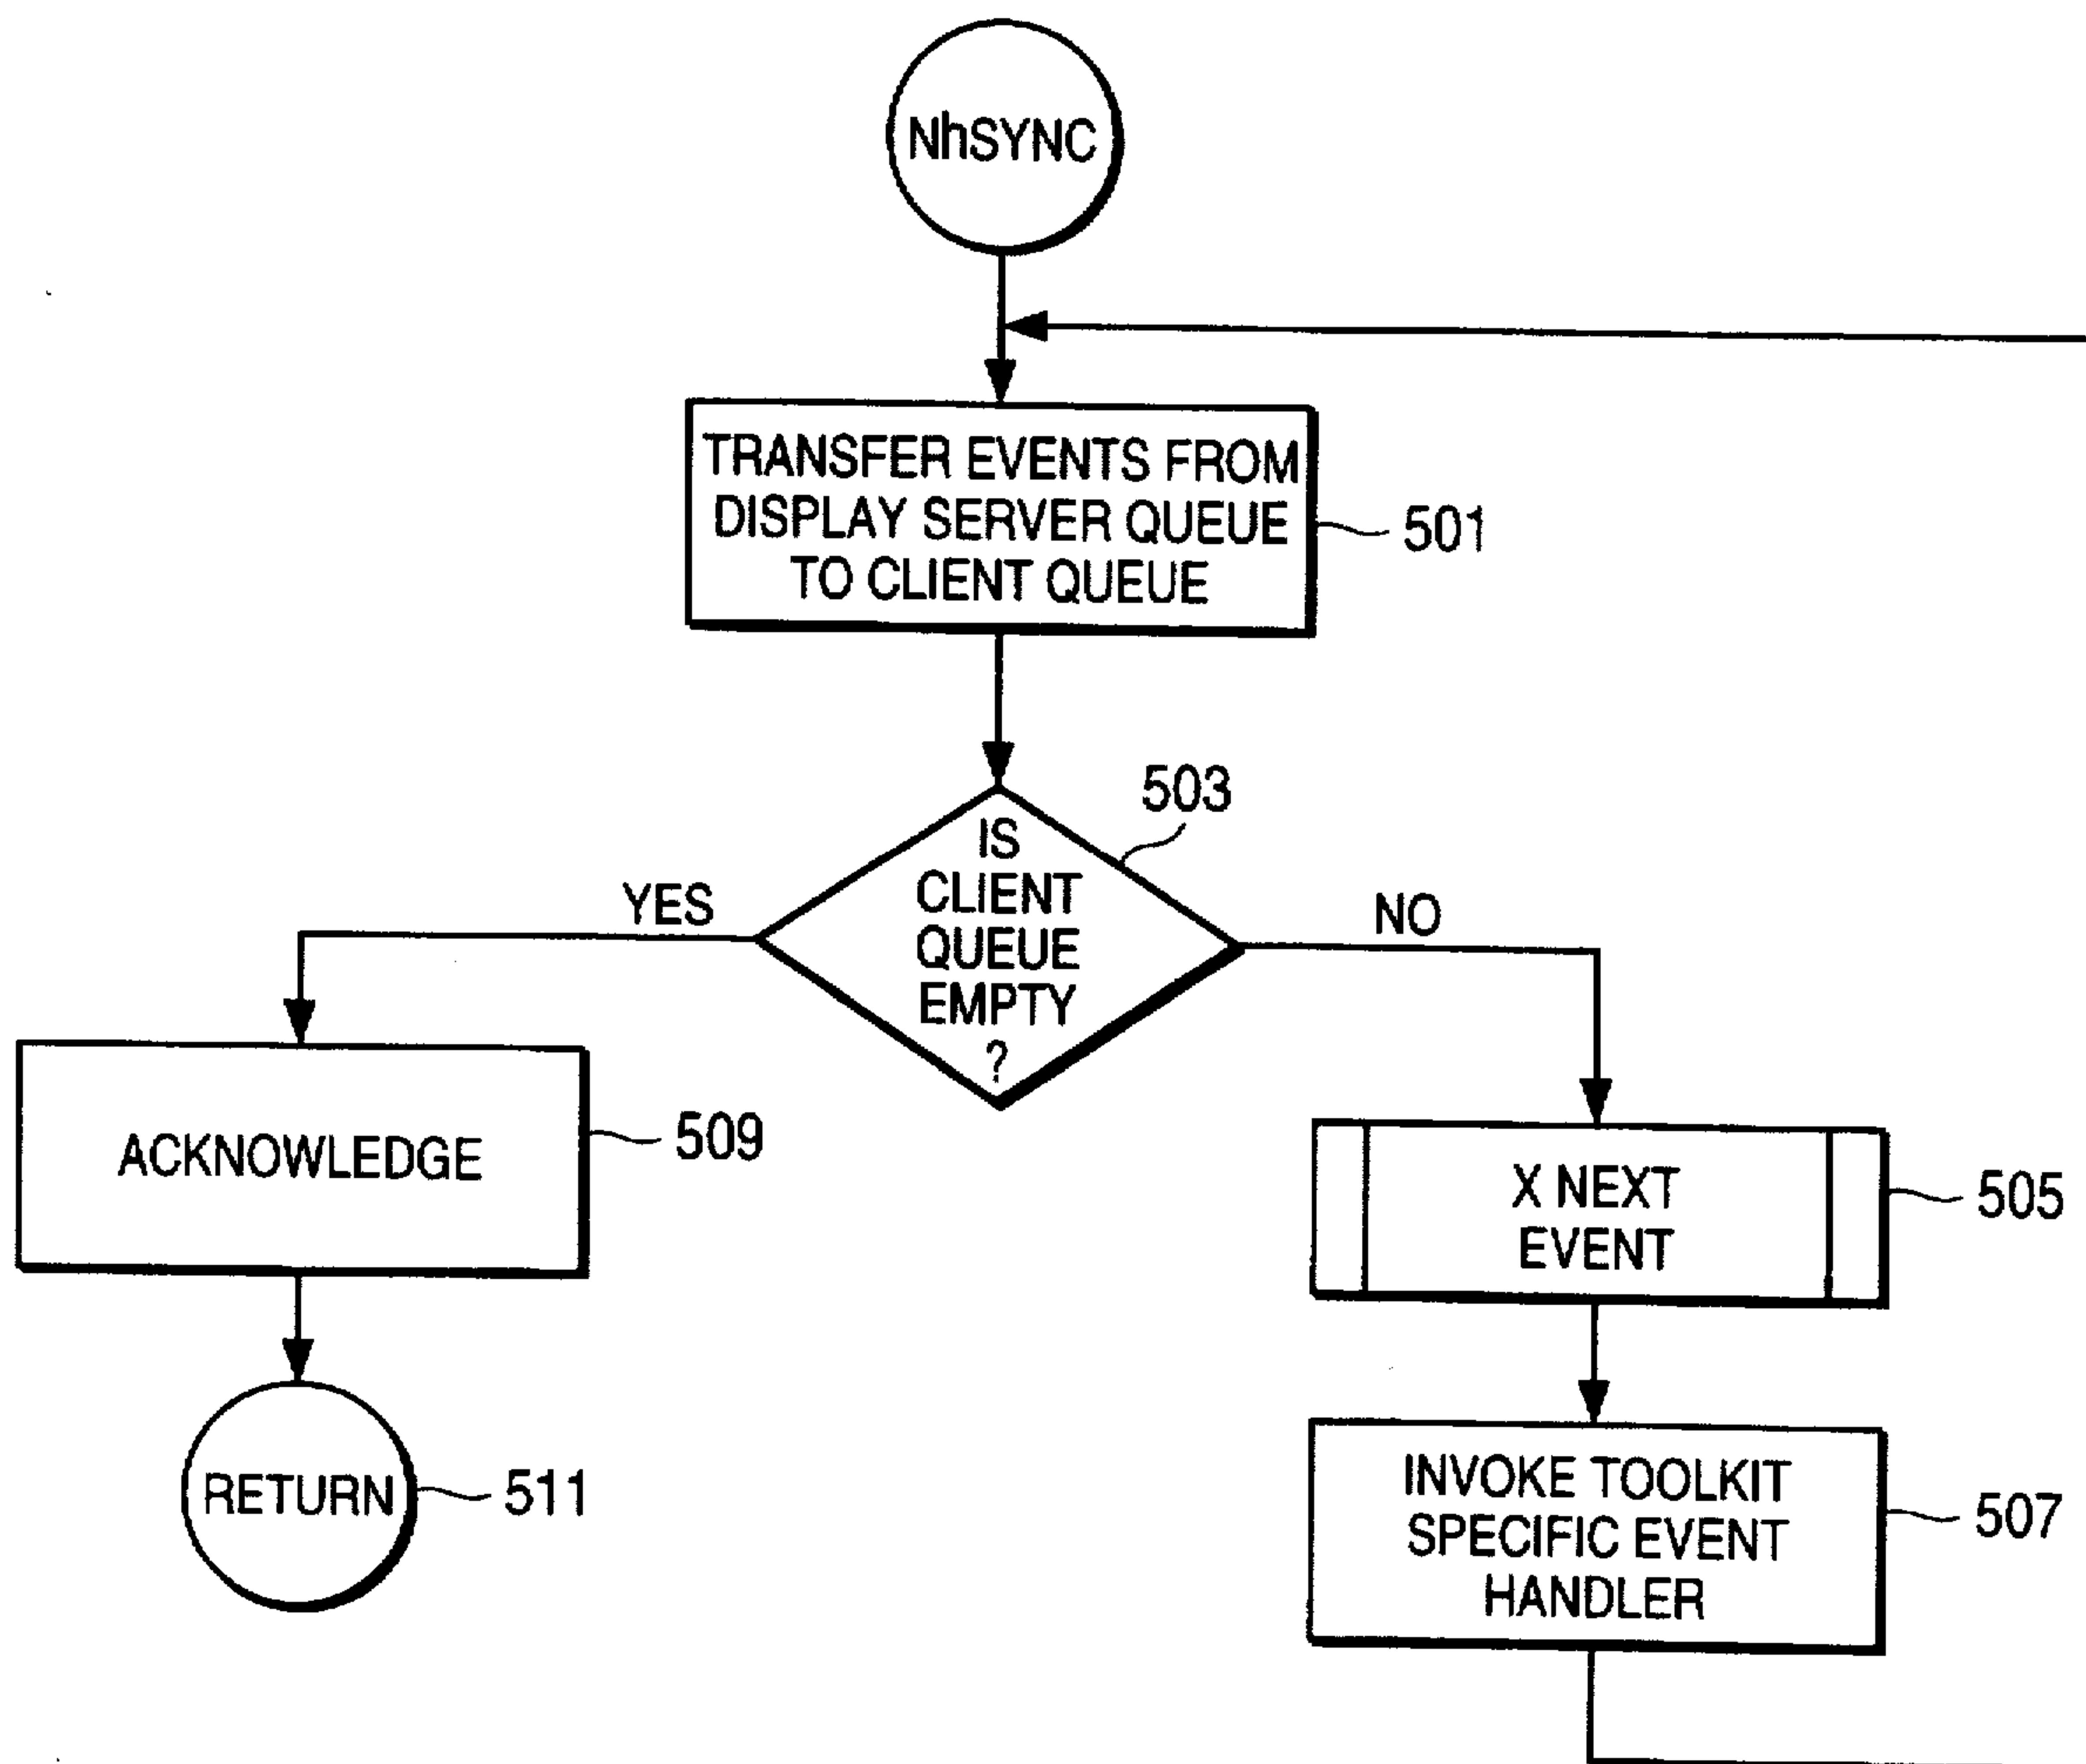 NhSYNC
TRANSFER EVENTS FROM
DISPLAY SERVER QUEUE
TO CLIENT QUEUE
501
503
IS
CLIENT
QUEUE
EMPTY
?
YES
NO
ACKNOWLEDGE
509
X NEXT
EVENT
505
RETURN
511
INVOKE TOOLKIT
SPECIFIC EVENT
HANDLER
507